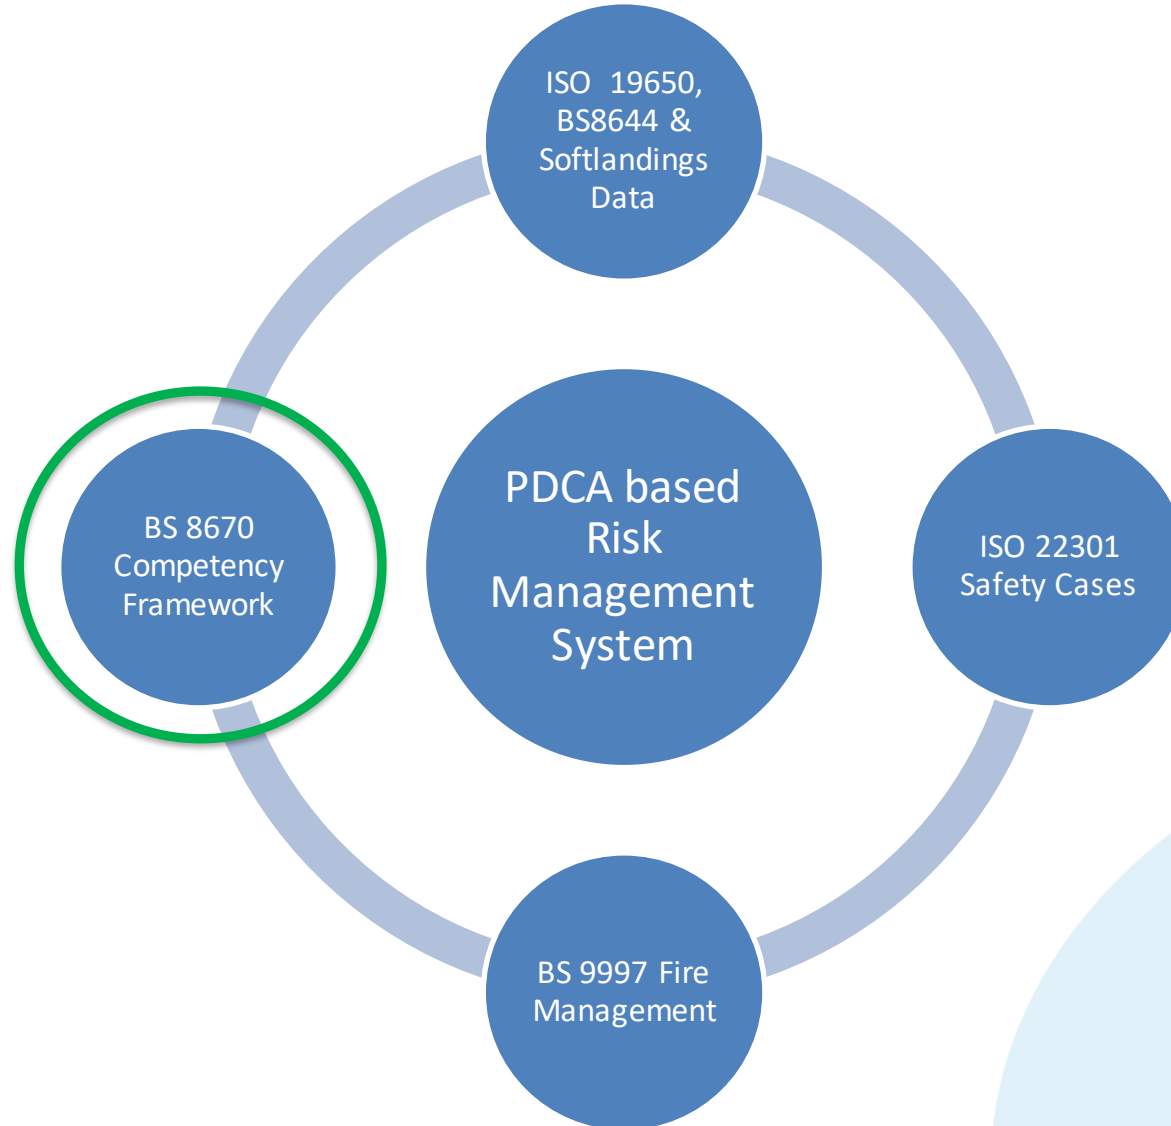 ISO 19650,
BS8644 &
Softlandings
Data
BS 8670
Competency
Framework
PDCA based
Risk
Management
System
ISO 22301
Safety Cases
BS 9997 Fire
Management